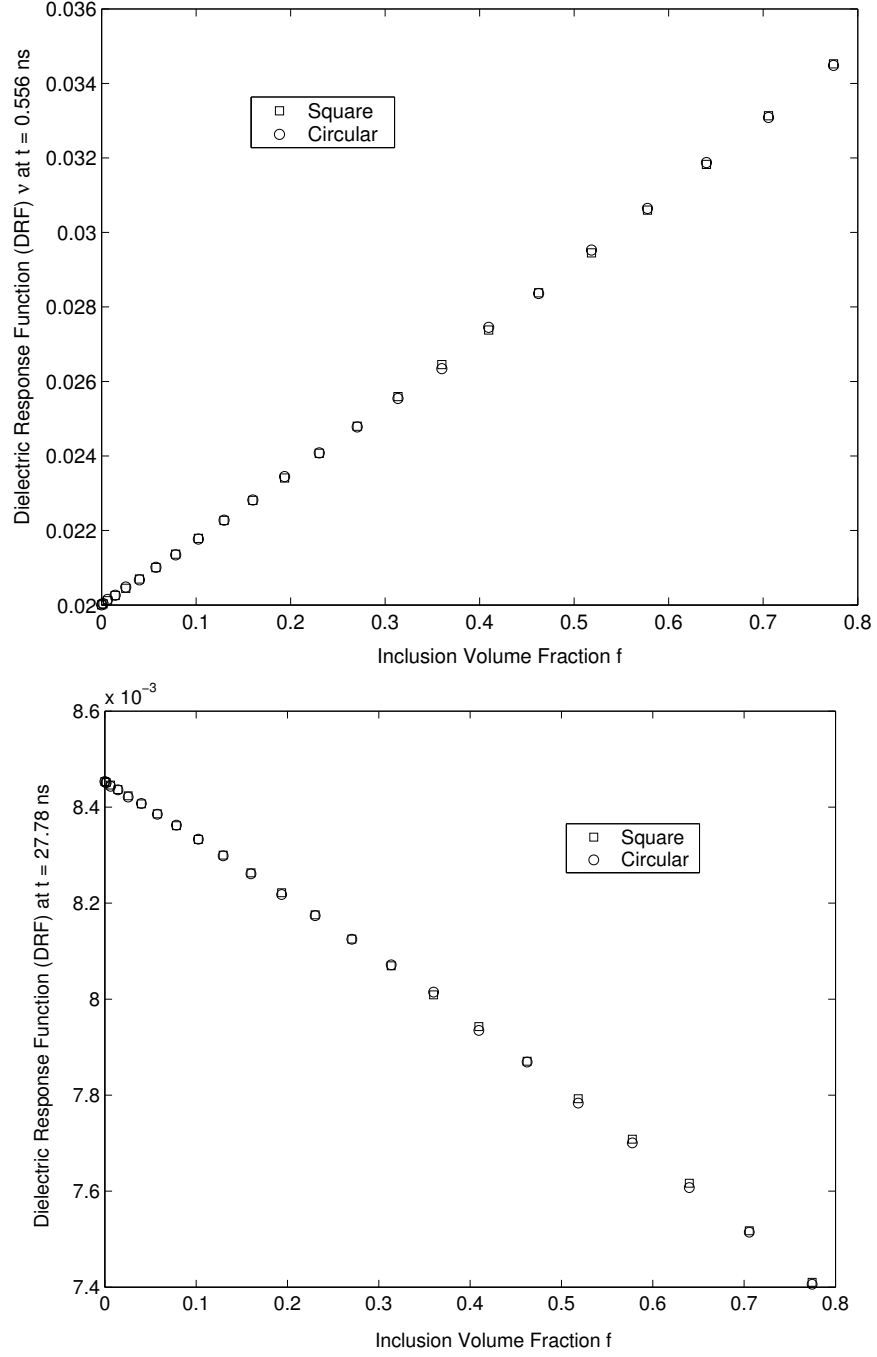 0.036
0.034
0.032
0.03
0.028
0.026
0.024
0.022
0.02
Dielectric Response Function (DRF) ν at t = 0.556 ns
Square
Circular
0 0.1 0.2 0.3 0.4 0.5 0.6 0.7 0.8
Inclusion Volume Fraction f
x 10⁻³
8.6
8.4
8.2
8
7.8
7.6
7.4
Dielectric Response Function (DRF) at t = 27.78 ns
Square
Circular
0 0.1 0.2 0.3 0.4 0.5 0.6 0.7 0.8
Inclusion Volume Fraction f